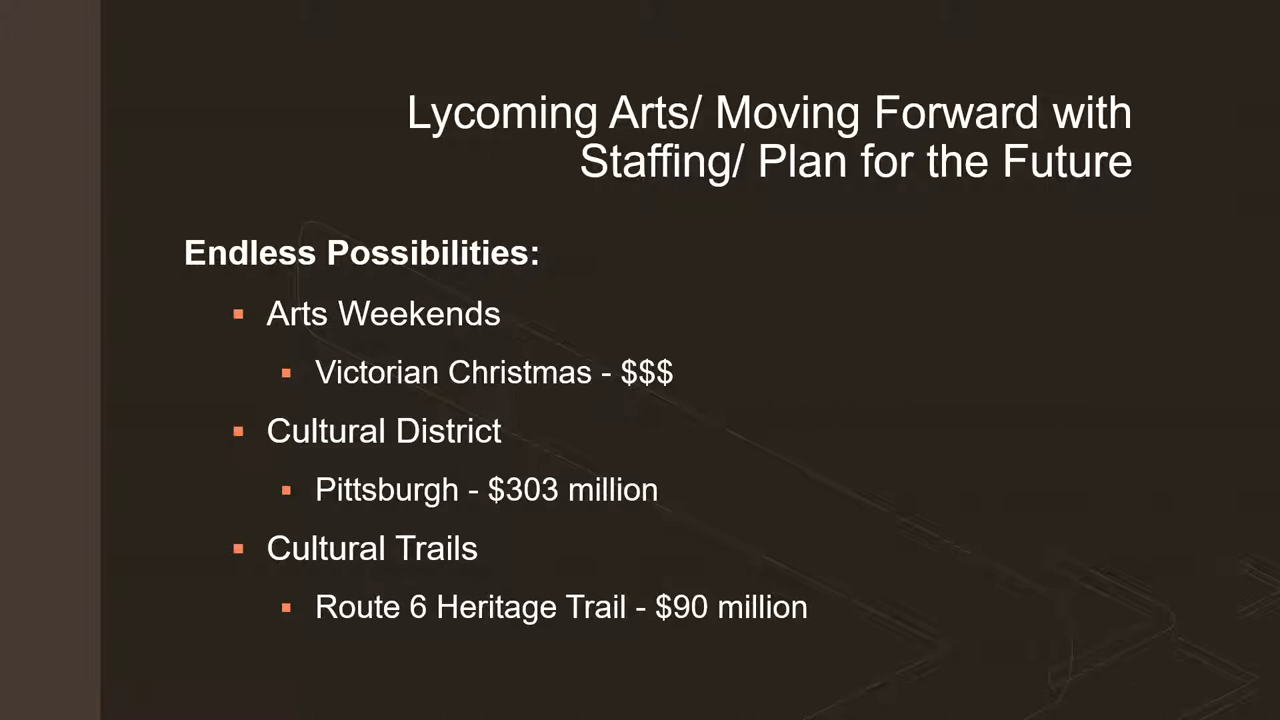 Lycoming Arts/ Moving Forward with
Staffing/ Plan for the Future
Endless Possibilities:
Arts Weekends
Victorian Christmas - $$$
Cultural District
Pittsburgh - $303 million
Cultural Trails
Route 6 Heritage Trail - $90 million